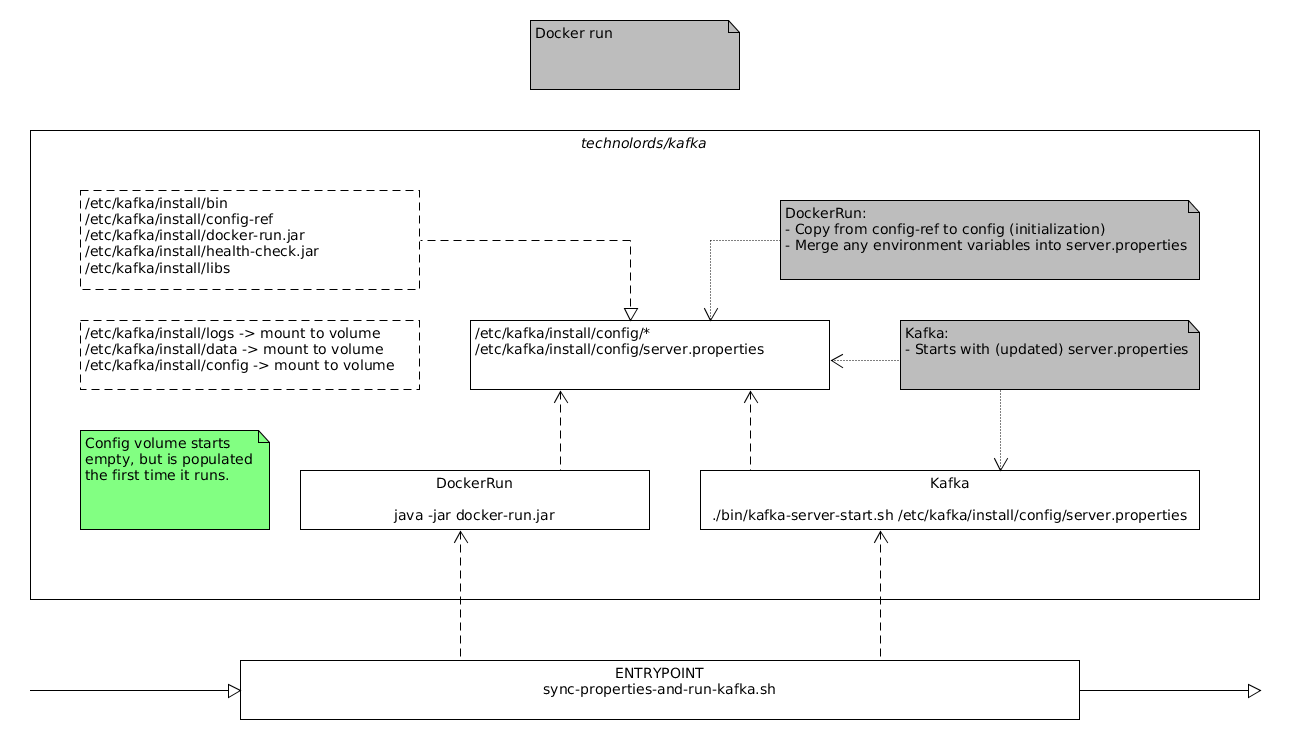 Docker run
technolords/kafka
/etc/kafka/install/bin
/etc/kafka/install/config-ref
/etc/kafka/install/docker-run.jar
/etc/kafka/install/health-check.jar
/etc/kafka/install/libs
DockerRun:
- Copy from config-ref to config (initialization)
- Merge any environment variables into server.properties
/etc/kafka/install/logs -> mount to volume
/etc/kafka/install/data -> mount to volume
/etc/kafka/install/config -> mount to volume
/etc/kafka/install/config/*
/etc/kafka/install/config/server.properties
Kafka:
- Starts with (updated) server.properties
Config volume starts
empty, but is populated
the first time it runs.
DockerRun
java -jar docker-run.jar
Kafka
./bin/kafka-server-start.sh /etc/kafka/install/config/server.properties
ENTRYPOINT
sync-properties-and-run-kafka.sh